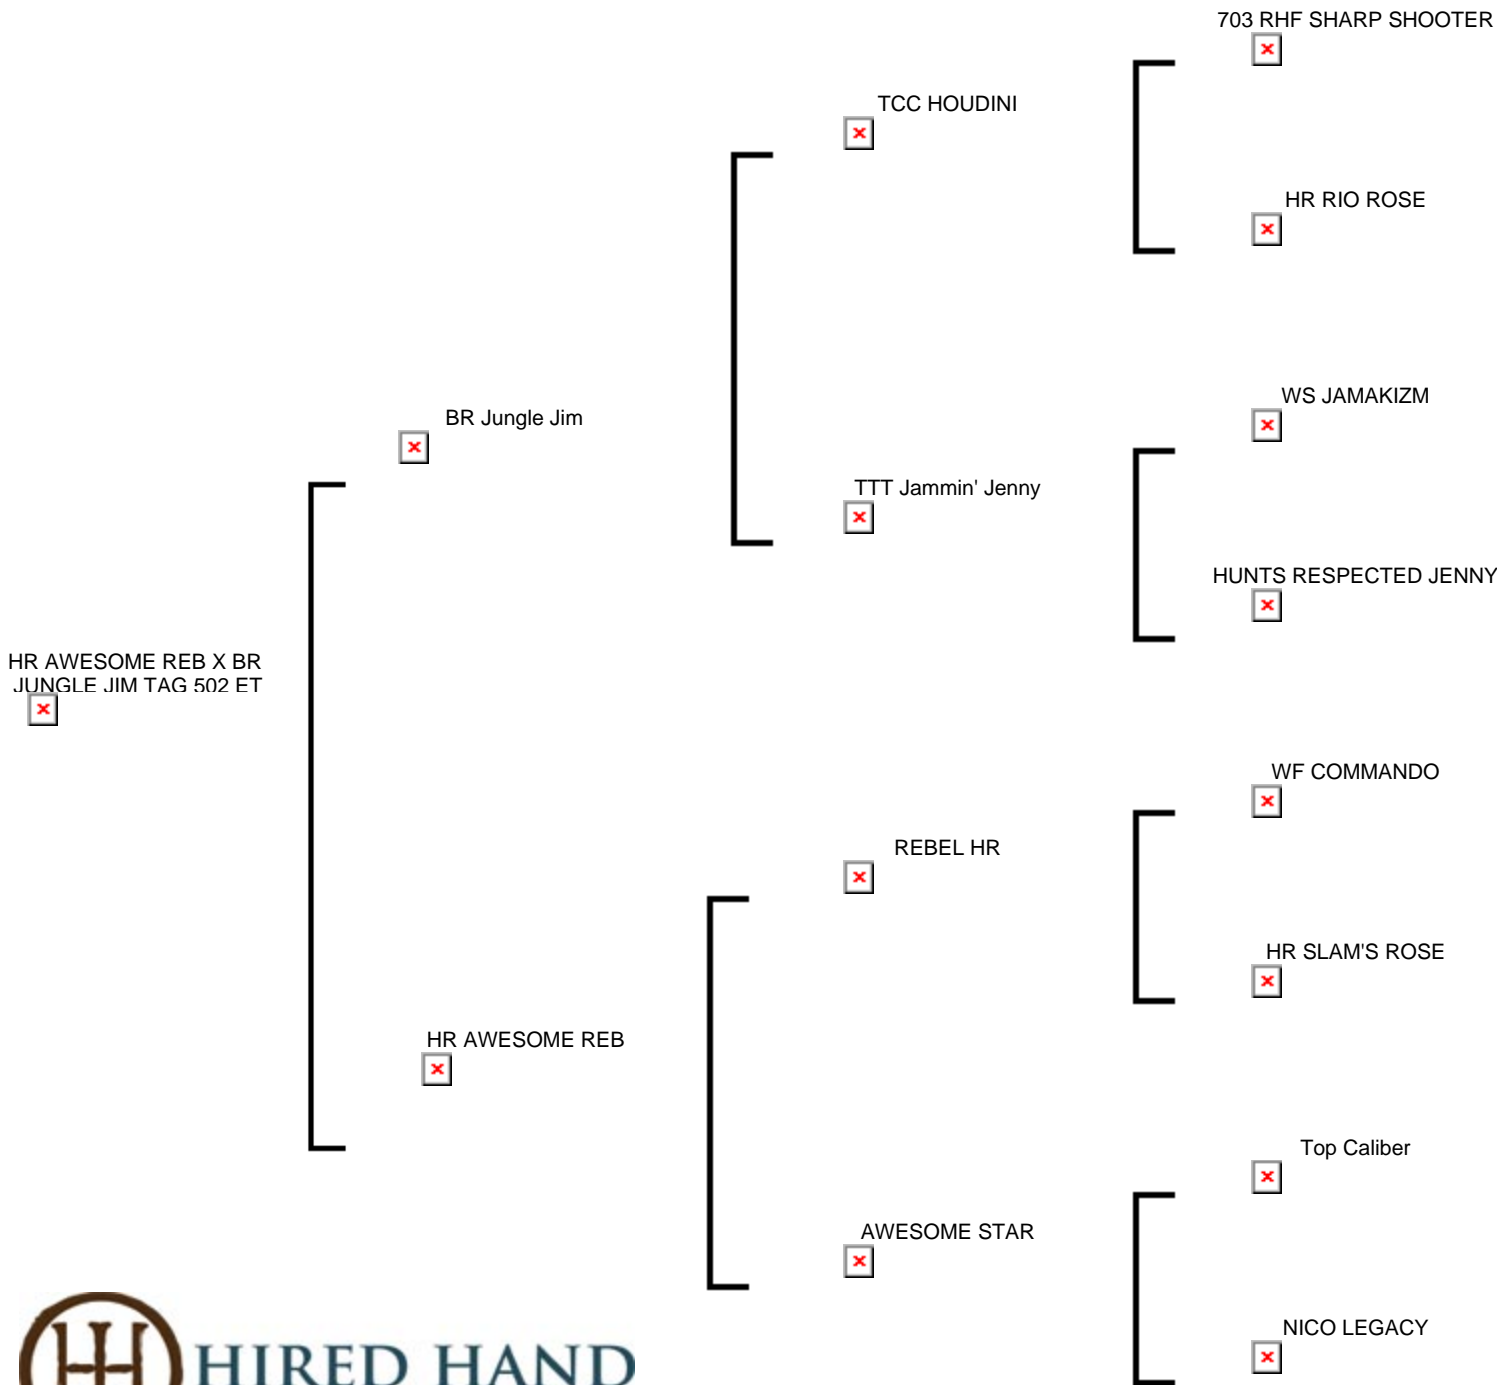 703 RHF SHARP SHOOTER
TCC HOUDINI
HR RIO ROSE
WS JAMAKIZM
BR Jungle Jim
TTT Jammin' Jenny
HUNTS RESPECTED JENNY
HR AWESOME REB X BR
JUNGLE JIM TAG 502 ET
WF COMMANDO
REBEL HR
HR SLAM'S ROSE
HR AWESOME REB
Top Caliber
AWESOME STAR
NICO LEGACY
HIRED HAND